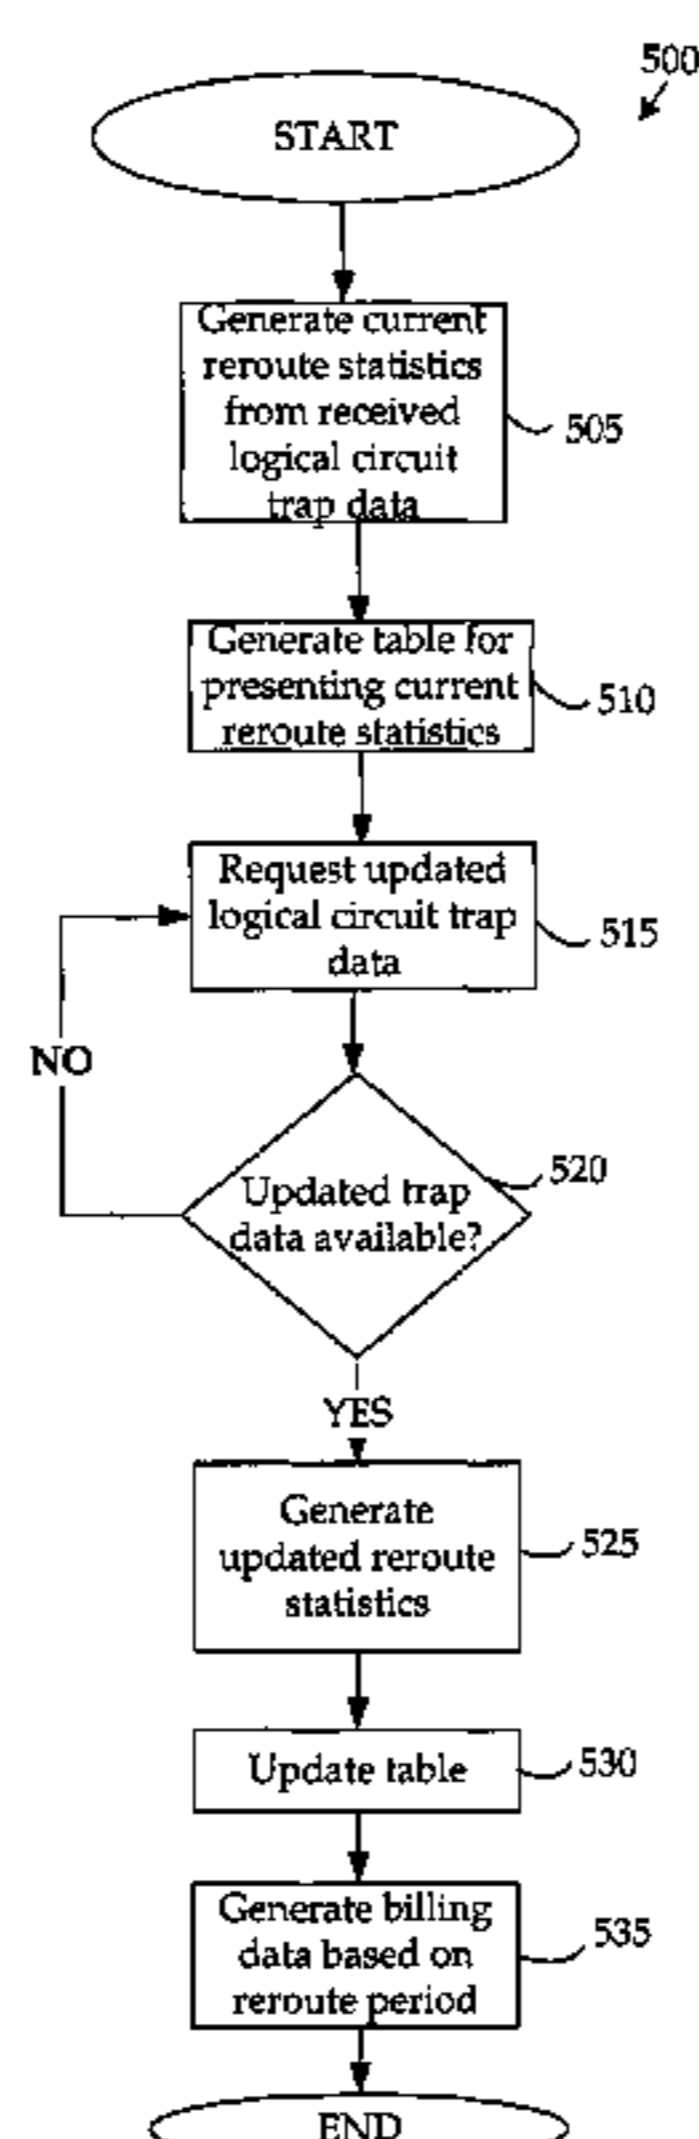 500
START
Generate current
reroute statistics
from received
logical circuit
trap data
505
Generate table for
presenting current
reroute statistics
510
Request updated
logical circuit trap
data
515
NO
Updated trap
data available?
520
YES
Generate
updated reroute
statistics
525
Update table
530
Generate billing
data based on
reroute period
535
END